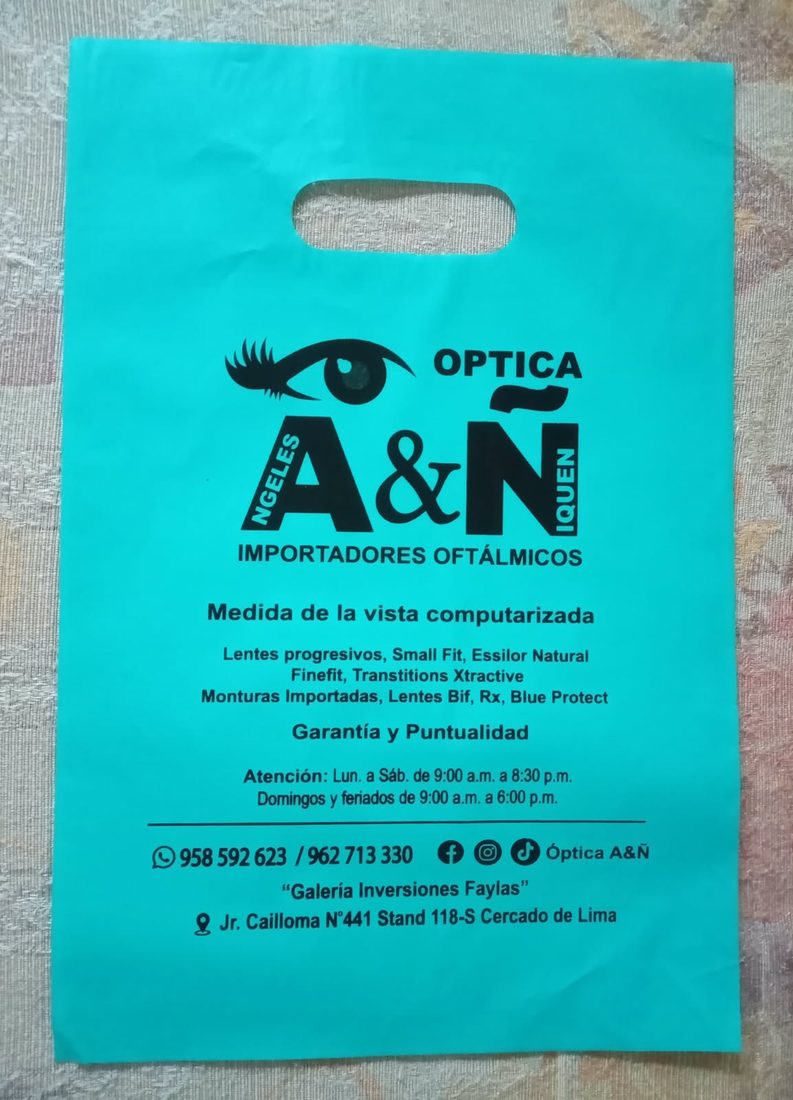 OPTICA
A&Ñ
NGELES
IQUEN
IMPORTADORES OFTÁLMICOS
Medida de la vista computarizada
Lentes progresivos, Small Fit, Essilor Natural
Finefit, Transtitions Xtractive
Monturas Importadas, Lentes Bif, Rx, Blue Protect
Garantía y Puntualidad
Atención: Lun. a Sáb. de 9:00 a.m. a 8:30 p.m.
Domingos y feriados de 9:00 a.m. a 6:00 p.m.
958 592 623 / 962 713 330 Óptica A&Ñ
“Galería Inversiones Faylas”
Jr. Cailloma N°441 Stand 118-S Cercado de Lima